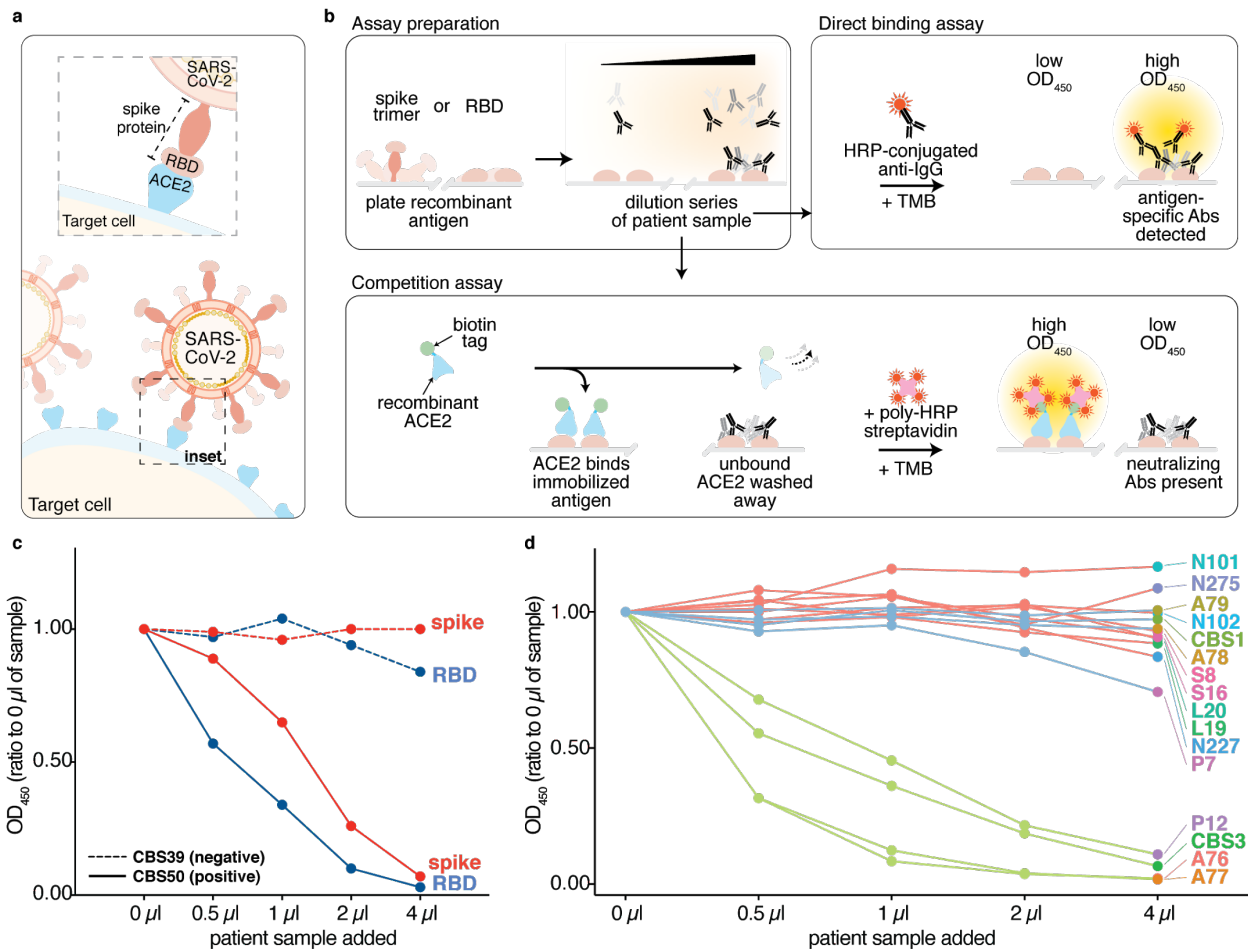 a
SARS-
CoV-2
spike
protein
RBD
ACE2
Target cell
SARS-
CoV-2
inset
Target cell
b
Assay preparation
spike
trimer
or
RBD
plate recombinant
antigen
dilution series
of patient sample
Direct binding assay
HRP-conjugated
anti-IgG
+ TMB
low
OD450
high
OD450
antigen-
specific Abs
detected
Competition assay
biotin
tag
recombinant
ACE2
ACE2 binds
immobilized
antigen
unbound
ACE2 washed
away
+ poly-HRP
streptavidin
+ TMB
high
OD450
low
OD450
neutralizing
Abs present
c
OD450 (ratio to 0 µl of sample)
1.00
0.50
0.00
spike
RBD
spike
RBD
CBS39 (negative)
CBS50 (positive)
0 µl
0.5 µl
1 µl
2 µl
4 µl
patient sample added
d
OD450 (ratio to 0 µl of sample)
1.00
0.50
0.00
N101
N275
A79
N102
CBS1
A78
S8
S16
L20
L19
N227
P7
P12
CBS3
A76
A77
0 µl
0.5 µl
1 µl
2 µl
4 µl
patient sample added